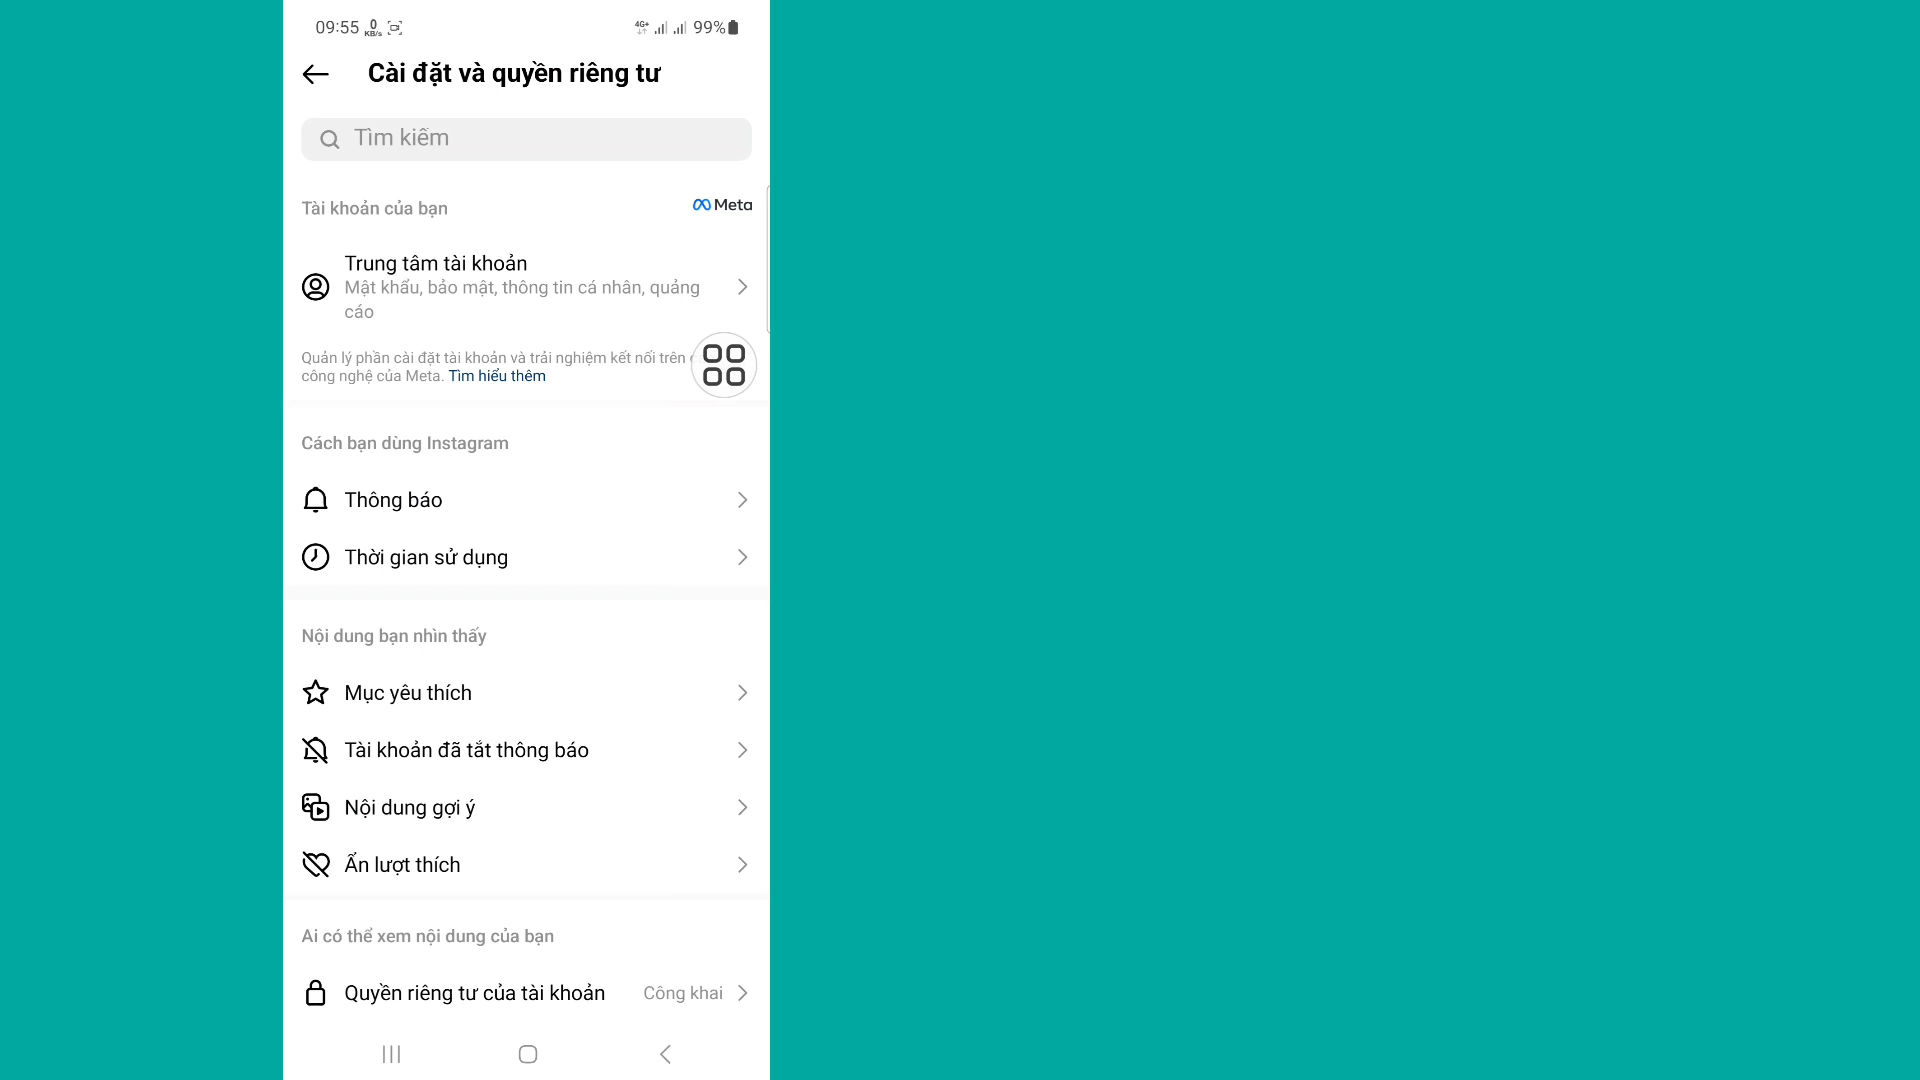 09:55 0 KB/s 4G+ 99%
Cài đặt và quyền riêng tư
Tìm kiếm
Tài khoản của bạn Meta
Trung tâm tài khoản
Mật khẩu, bảo mật, thông tin cá nhân, quảng
cáo
Quản lý phần cài đặt tài khoản và trải nghiệm kết nối trên
công nghệ của Meta. Tìm hiểu thêm
Cách bạn dùng Instagram
Thông báo
Thời gian sử dụng
Nội dung bạn nhìn thấy
Mục yêu thích
Tài khoản đã tắt thông báo
Nội dung gợi ý
Ẩn lượt thích
Ai có thể xem nội dung của bạn
Quyền riêng tư của tài khoản Công khai